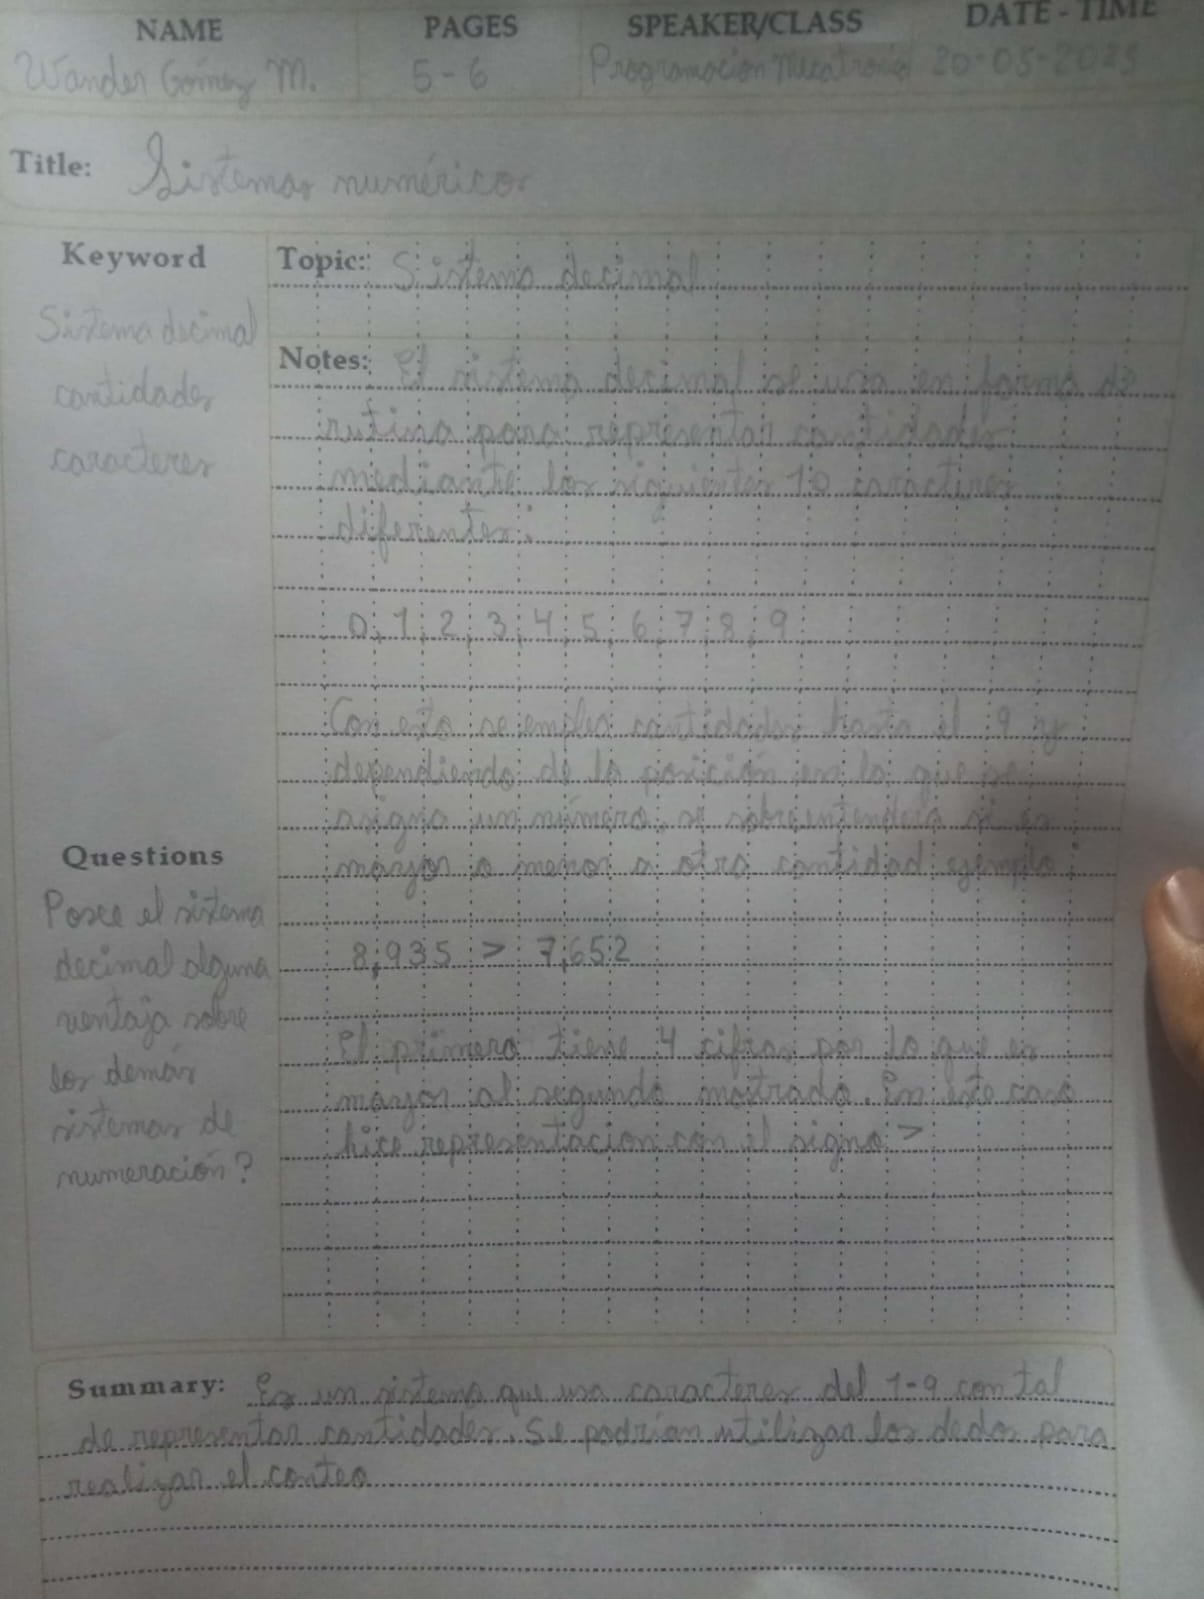 NAME PAGES SPEAKER/CLASS DATE - TIME
Wander Gómez M. 5-6 Programacion Mecatronica 20-05-2025
Title: Sistemas numéricos
Keyword
Sistema decimal
cantidades
caracteres
Topic: Sistema decimal
Notes: El sistema decimal se usa en forma de
rutina para representar cantidades
mediante los siguientes 10 caracteres
diferentes:
0, 1, 2, 3, 4, 5, 6, 7, 8, 9
Con esto se emplea cantidades hasta el 9 y
dependiendo de la posición en la que se
asigna un número, se sobreentenderá si es
mayor o menor a otra cantidad ejemplo:
8,935 > 7,652
El primero tiene 4 cifras por lo que es
mayor al segundo mostrado. En este caso
hice representacion con el signo >
Questions
Posee el sistema
decimal alguna
ventaja sobre
los demás
sistemas de
numeración?
Summary: Es un sistema que usa caracteres del 1-9 con tal
de representar cantidades. Se podrían utilizar los dedos para
realizar el conteo